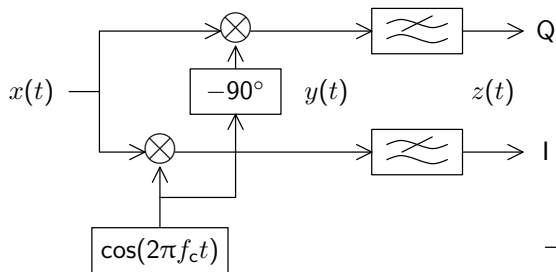 Q
−90°
x(t)
y(t)
z(t)
I
cos(2πf_c t)